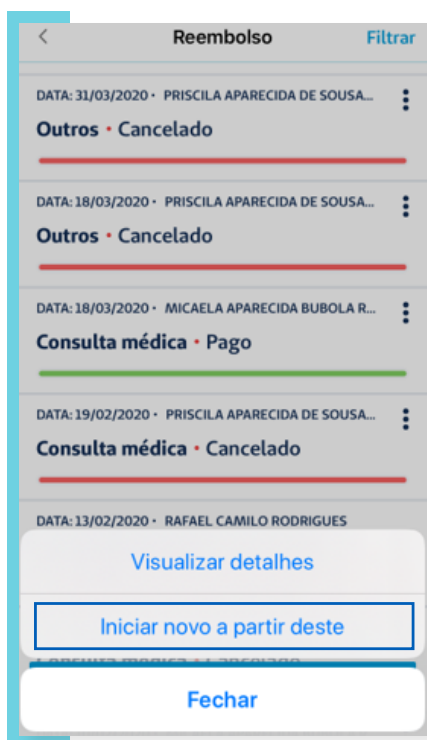 Reembolso
Filtrar
DATA: 31/03/2020 • PRISCILA APARECIDA DE SOUSA...
Outros • Cancelado
DATA: 18/03/2020 • PRISCILA APARECIDA DE SOUSA...
Outros • Cancelado
DATA: 18/03/2020 • MICAELA APARECIDA BUBOLA R...
Consulta médica • Pago
DATA: 19/02/2020 • PRISCILA APARECIDA DE SOUSA...
Consulta médica • Cancelado
DATA: 13/02/2020 • RAFAEL CAMILO RODRIGUES
Visualizar detalhes
Iniciar novo a partir deste
Fechar